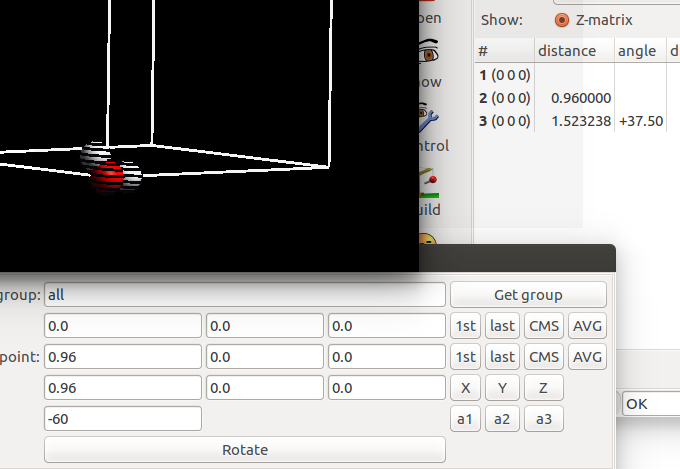 pen
Show: Z-matrix
# distance angle d
1 (0 0 0)
ow
2 (0 0 0) 0.960000
3 (0 0 0) 1.523238 +37.50
ntrol
uild
group: all Get group
0.0 0.0 0.0 1st last CMS AVG
point: 0.96 0.0 0.0 1st last CMS AVG
0.96 0.0 0.0 X Y Z
OK
-60 a1 a2 a3
Rotate